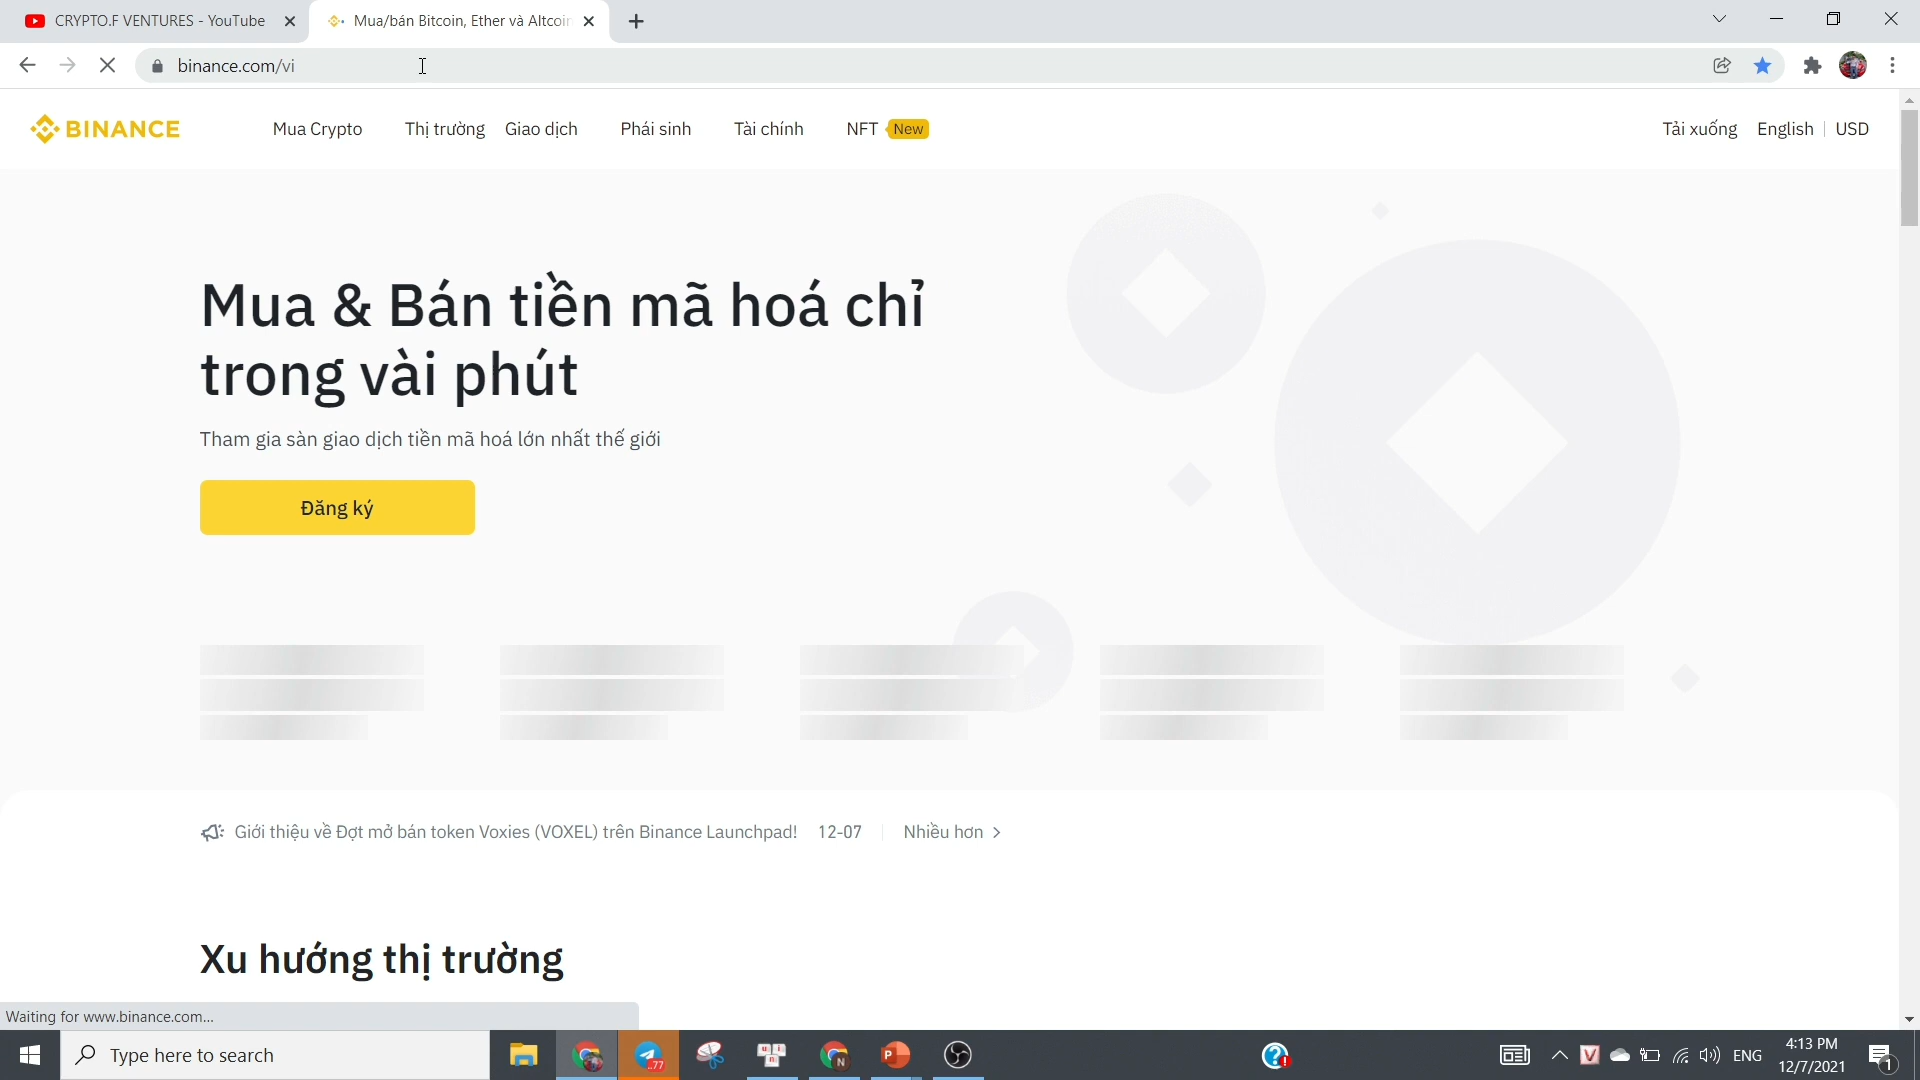 CRYPTO.F VENTURES - YouTube
Mua/bán Bitcoin, Ether và Altcoin
binance.com/vi
BINANCE
Mua Crypto Thị trường Giao dịch Phái sinh Tài chính NFT New
Tải xuống English USD
Mua & Bán tiền mã hoá chỉ
trong vài phút
Tham gia sàn giao dịch tiền mã hoá lớn nhất thế giới
Đăng ký
Giới thiệu về Đợt mở bán token Voxies (VOXEL) trên Binance Launchpad! 12-07 Nhiều hơn
Xu hướng thị trường
Waiting for www.binance.com...
Type here to search
.77
N
P
V
ENG
4:13 PM
12/7/2021
1